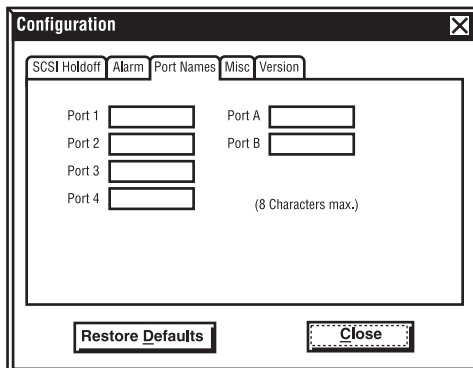 Configuration
SCSI Holdoff Alarm Port Names Misc Version
Port 1 Port A
Port 2 Port B
Port 3
Port 4 (8 Characters max.)
Restore Defaults Close